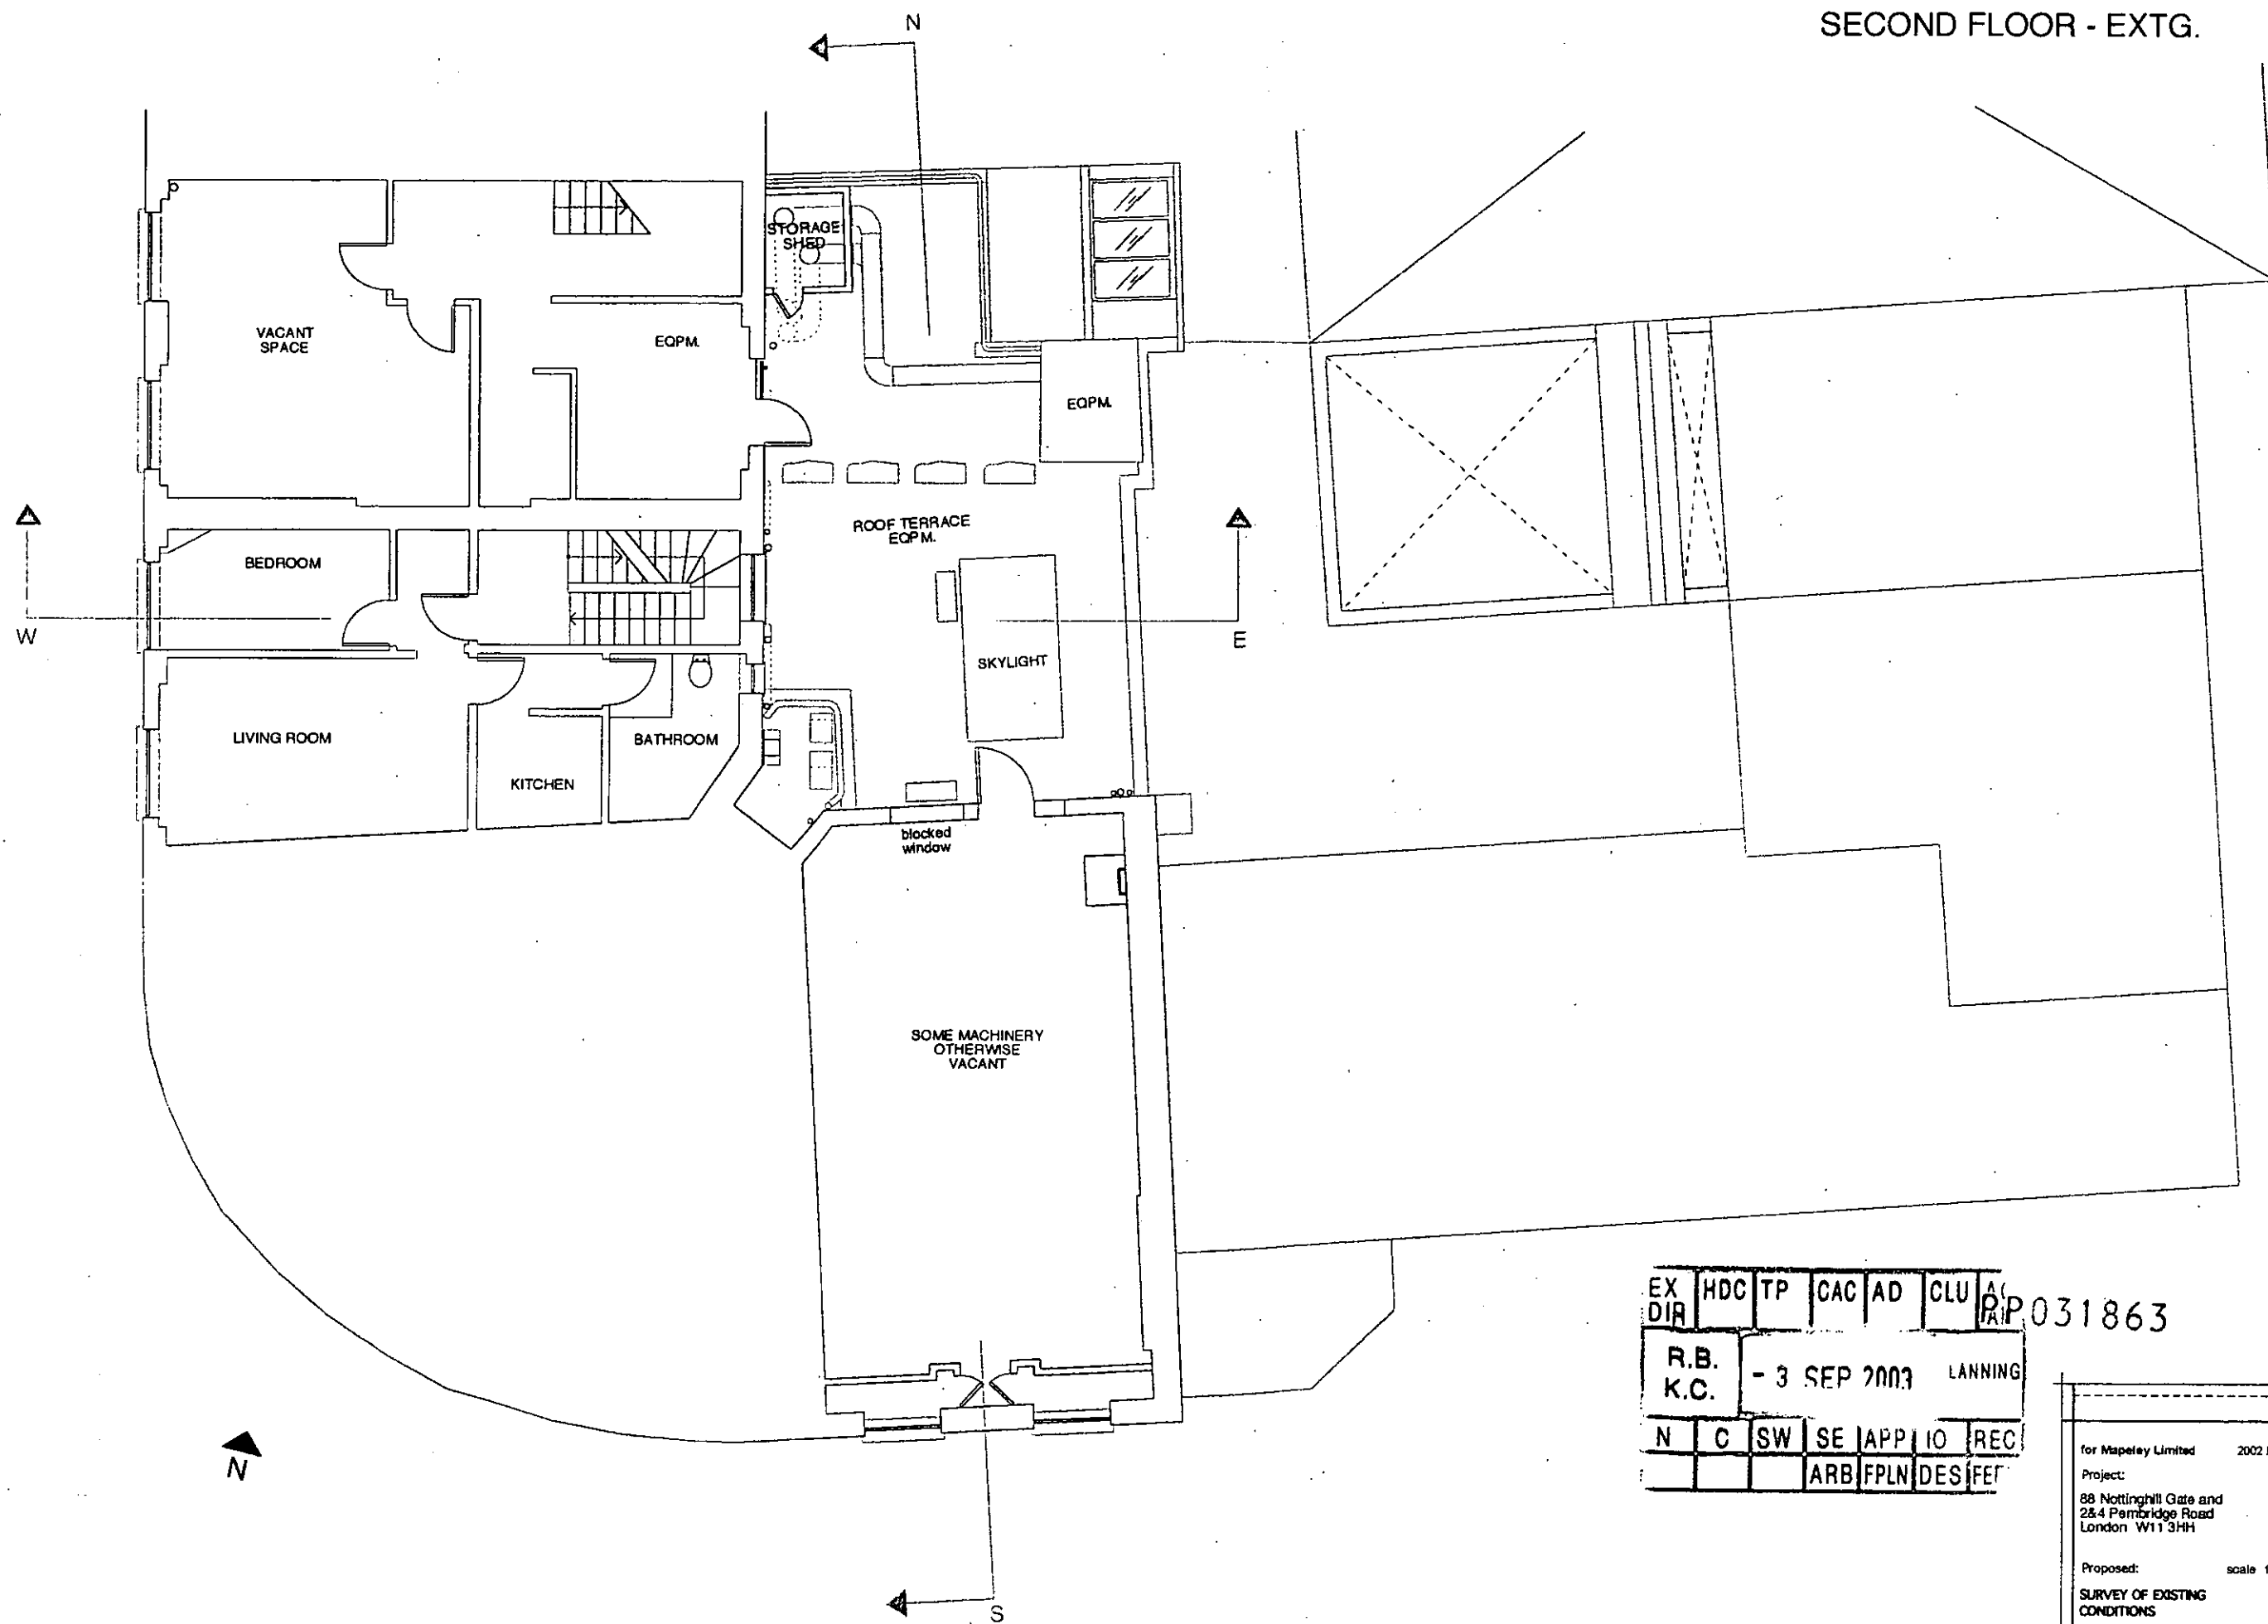 SECOND FLOOR - EXTG.
N
STORAGE
SHED
VACANT
SPACE
EQPM.
EQPM.
ROOF TERRACE
EQPM.
BEDROOM
W
E
SKYLIGHT
LIVING ROOM
BATHROOM
KITCHEN
blocked
window
SOME MACHINERY
OTHERWISE
VACANT
N
S
EX
DIR
HDC
TP
CAC
AD
CLU
PP031863
R.B.
K.C.
- 3 SEP 2003
LANNING
N C SW SE APP IO REC
ARB FPLN DES
for Mapeley Limited 2002
Project:
88 Nottinghill Gate and
2&4 Pembridge Road
London W11 3HH
Proposed: scale
SURVEY OF EXISTING
CONDITIONS